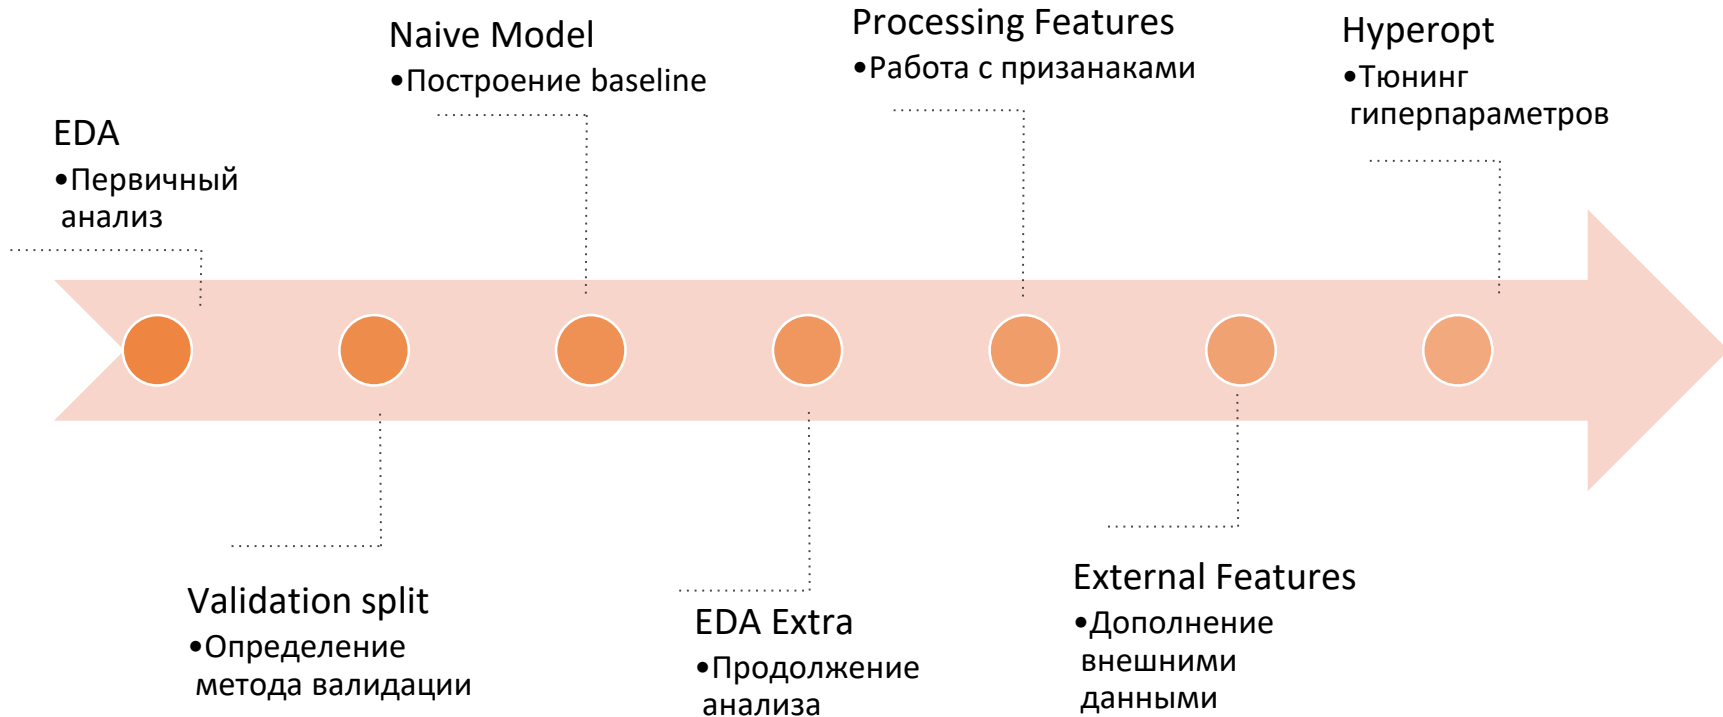 EDA
•Первичный
анализ
Naive Model
•Построение baseline
Processing Features
•Работа с призанаками
Hyperopt
•Тюнинг
гиперпараметров
Validation split
•Определение
метода валидации
EDA Extra
•Продолжение
анализа
External Features
•Дополнение
внешними
данными